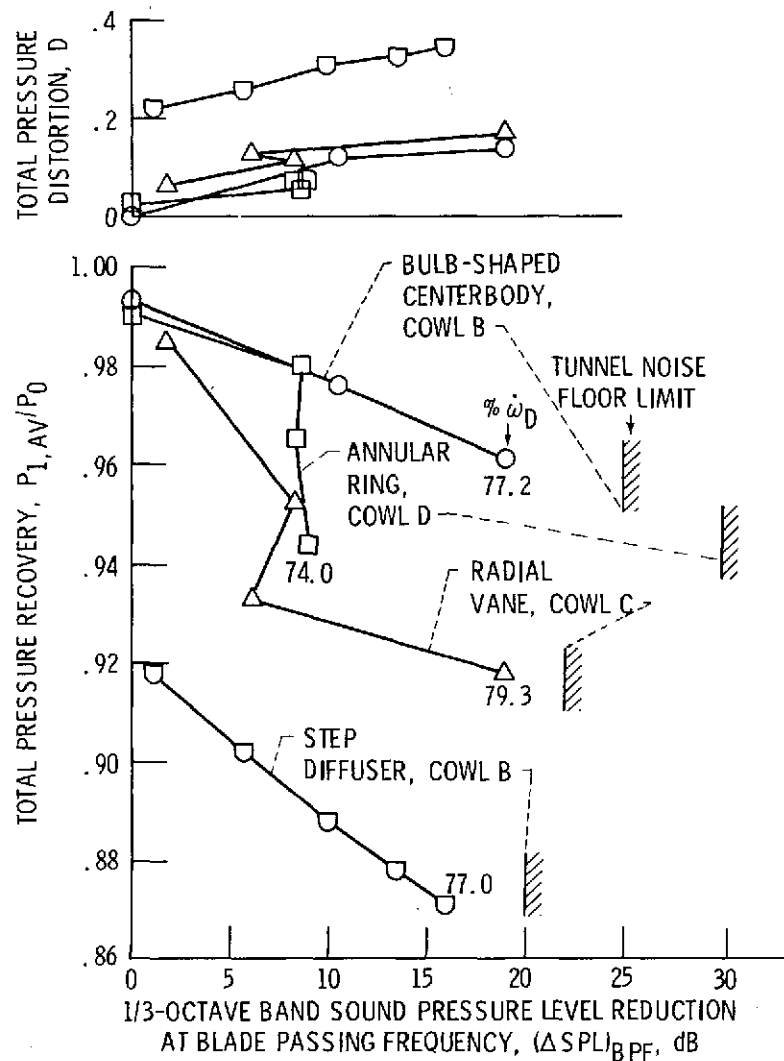 TOTAL PRESSURE
DISTORTION, D
.4
.2
0
TOTAL PRESSURE RECOVERY, P1,AV/P0
1.00
.98
.96
.94
.92
.90
.88
.86
BULB-SHAPED
CENTERBODY,
COWL B
TUNNEL NOISE
FLOOR LIMIT
% ω̇D
77.2
ANNULAR
RING,
COWL D
74.0
RADIAL
VANE, COWL C
79.3
STEP
DIFFUSER, COWL B
77.0
0 5 10 15 20 25 30
1/3-OCTAVE BAND SOUND PRESSURE LEVEL REDUCTION
AT BLADE PASSING FREQUENCY, (ΔSPL)BPF, dB